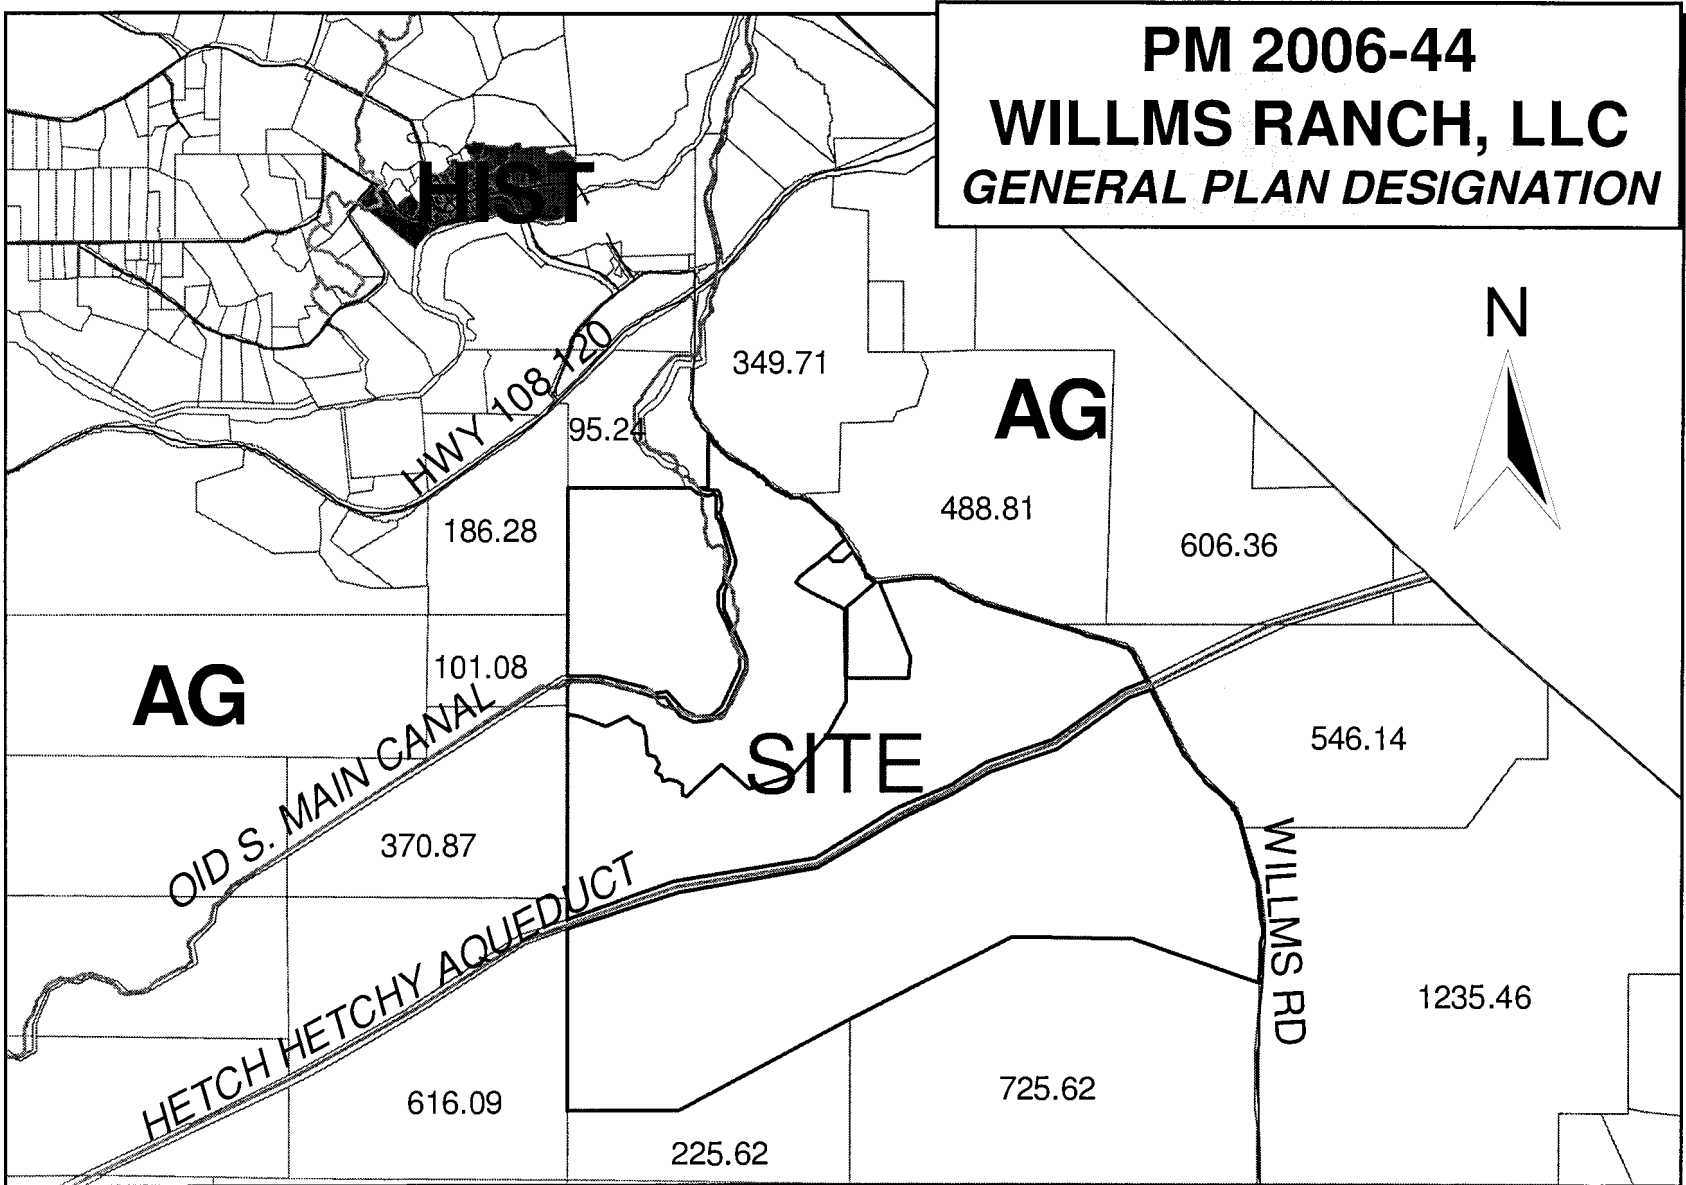 PM 2006-44
WILLMS RANCH, LLC
GENERAL PLAN DESIGNATION
HIST
N
HWY 108 120
349.71
AG
95.24
488.81
186.28
606.36
101.08
AG
SITE
546.14
OID S. MAIN CANAL
370.87
WILLMS RD
HETCH HETCHY AQUEDUCT
1235.46
616.09
725.62
225.62